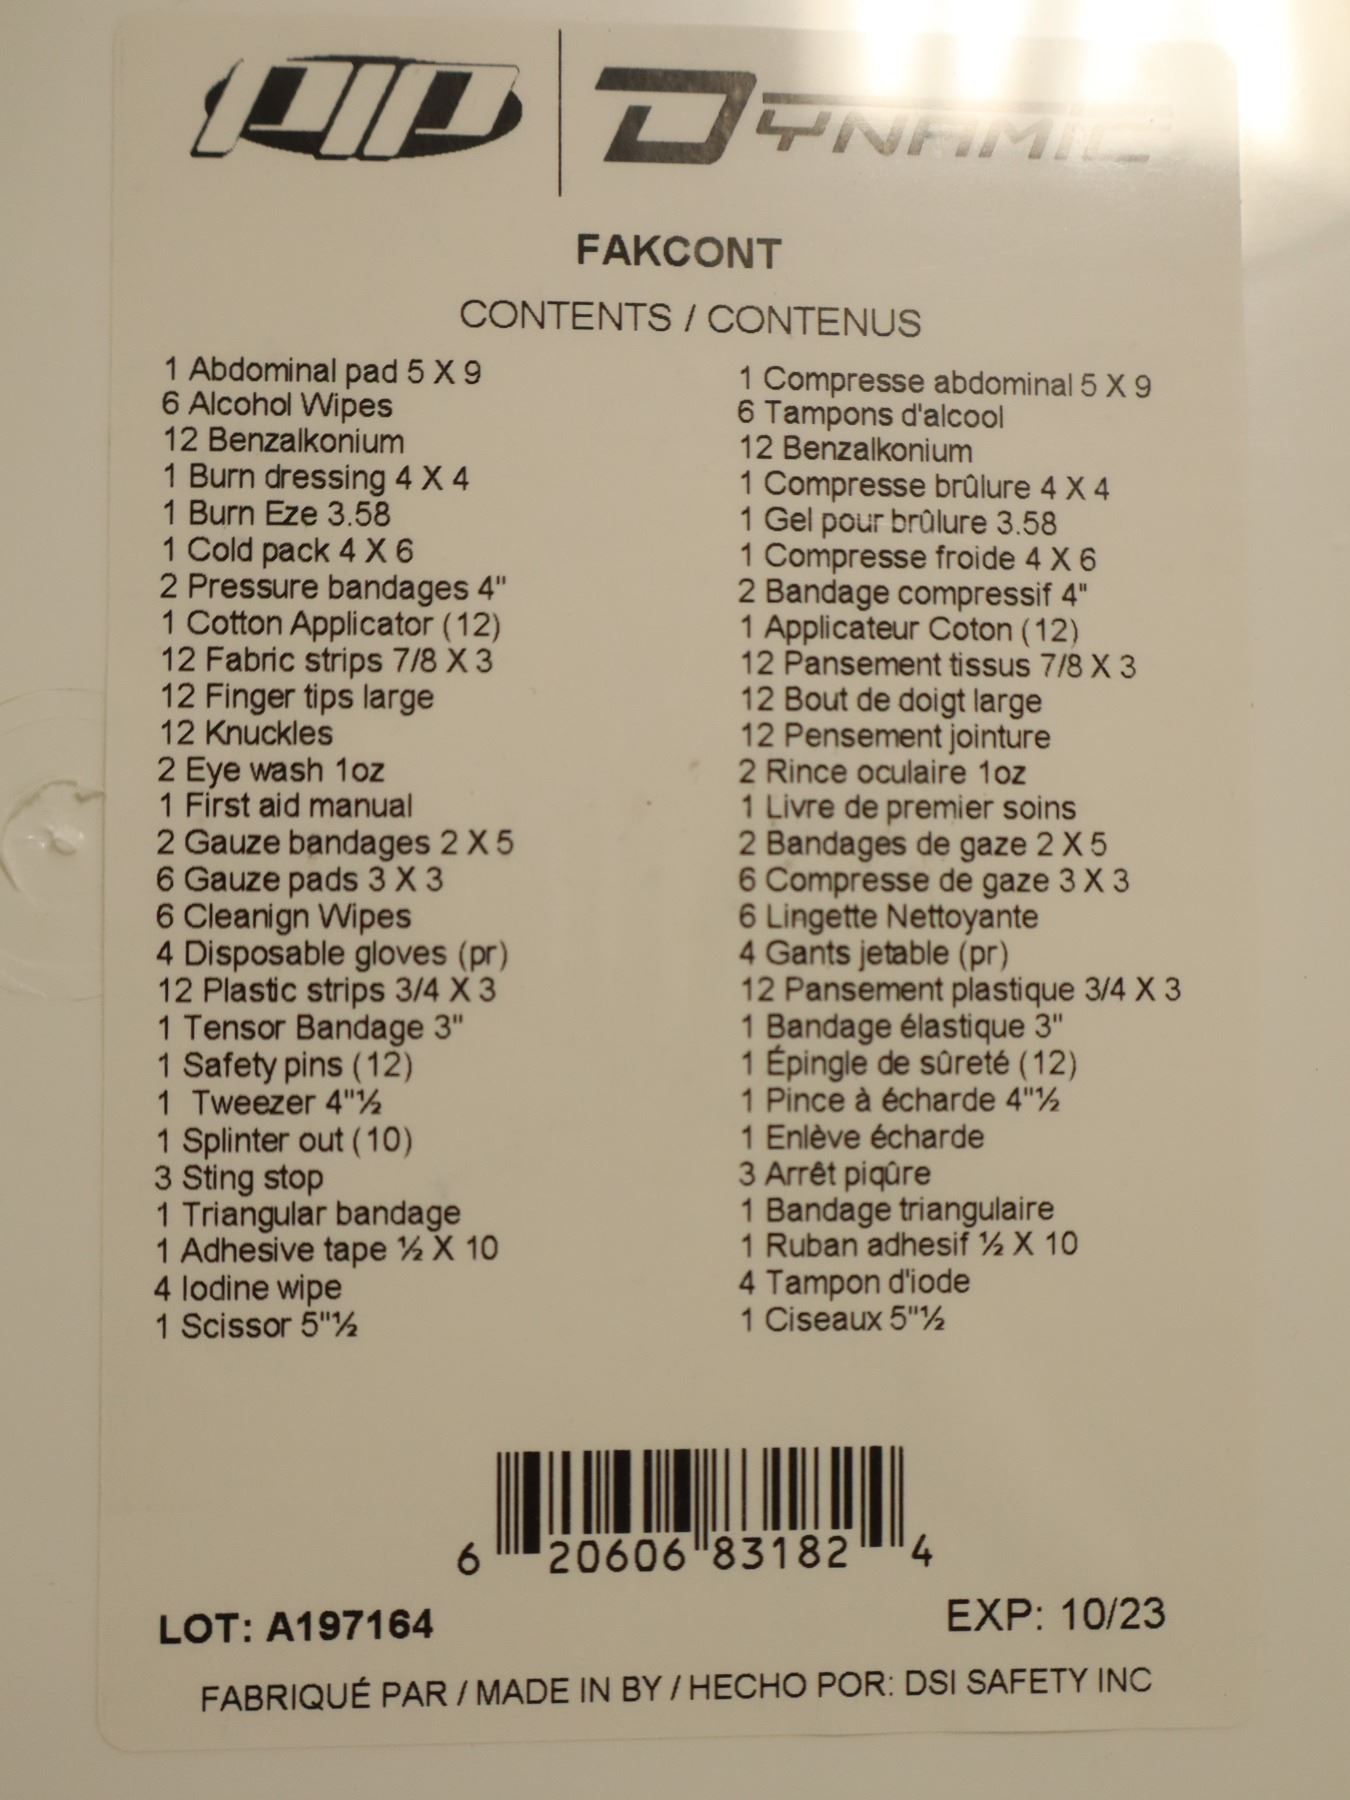 PIP
DYNAMIC
FAKCONT
CONTENTS / CONTENUS
1 Abdominal pad 5 X 9
6 Alcohol Wipes
12 Benzalkonium
1 Burn dressing 4 X 4
1 Burn Eze 3.58
1 Cold pack 4 X 6
2 Pressure bandages 4"
1 Cotton Applicator (12)
12 Fabric strips 7/8 X 3
12 Finger tips large
12 Knuckles
2 Eye wash 1oz
1 First aid manual
2 Gauze bandages 2 X 5
6 Gauze pads 3 X 3
6 Cleanign Wipes
4 Disposable gloves (pr)
12 Plastic strips 3/4 X 3
1 Tensor Bandage 3"
1 Safety pins (12)
1 Tweezer 4"½
1 Splinter out (10)
3 Sting stop
1 Triangular bandage
1 Adhesive tape ½ X 10
4 Iodine wipe
1 Scissor 5"½
1 Compresse abdominal 5 X 9
6 Tampons d'alcool
12 Benzalkonium
1 Compresse brûlure 4 X 4
1 Gel pour brûlure 3.58
1 Compresse froide 4 X 6
2 Bandage compressif 4"
1 Applicateur Coton (12)
12 Pansement tissus 7/8 X 3
12 Bout de doigt large
12 Pensement jointure
2 Rince oculaire 1oz
1 Livre de premier soins
2 Bandages de gaze 2 X 5
6 Compresse de gaze 3 X 3
6 Lingette Nettoyante
4 Gants jetable (pr)
12 Pansement plastique 3/4 X 3
1 Bandage élastique 3"
1 Épingle de sûreté (12)
1 Pince à écharde 4"½
1 Enlève écharde
3 Arrêt piqûre
1 Bandage triangulaire
1 Ruban adhesif ½ X 10
4 Tampon d'iode
1 Ciseaux 5"½
6 20606 83182 4
LOT: A197164
EXP: 10/23
FABRIQUÉ PAR / MADE IN BY / HECHO POR: DSI SAFETY INC